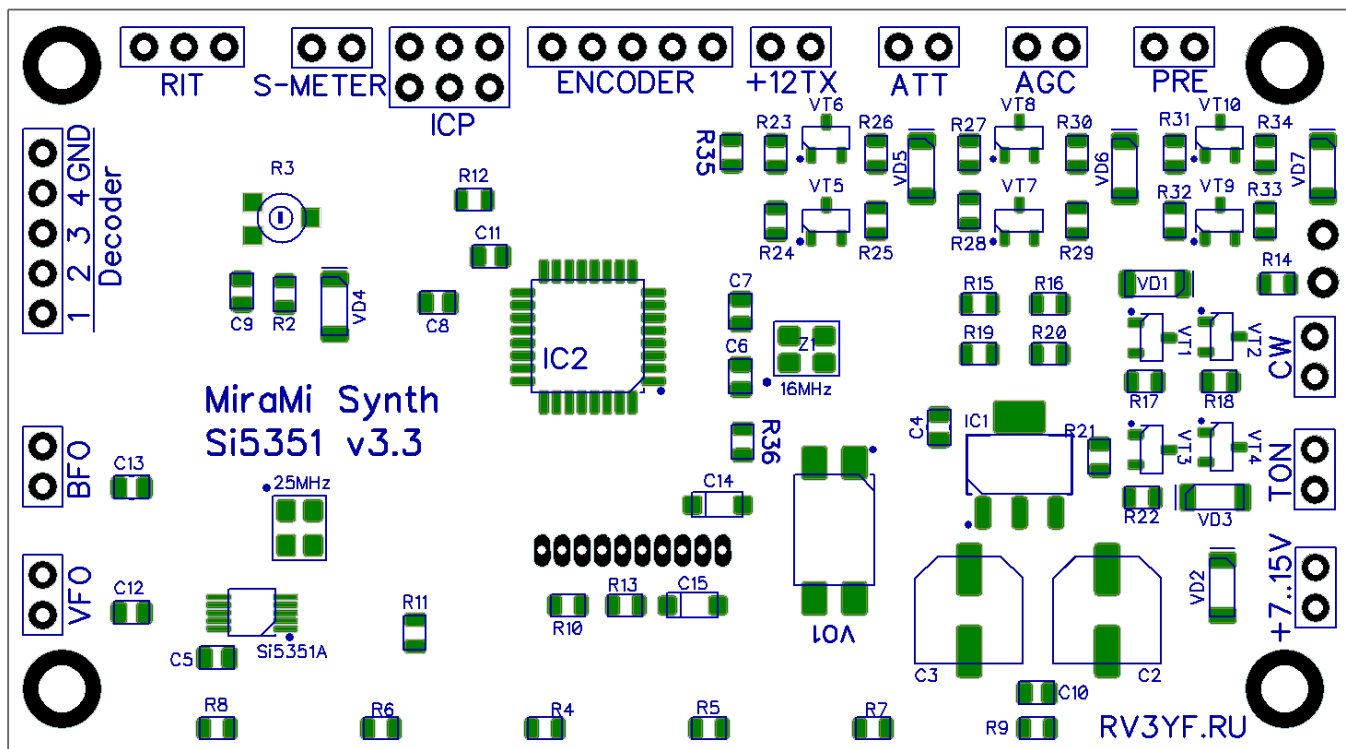 RIT
S-METER
ICP
ENCODER
+12TX
ATT
AGC
PRE
VT6
VT8
VT10
R35
R23
R26
VD5
R27
R30
VD6
R31
R34
VD7
GND
4
3
2
1
Decoder
R3
R12
C11
VT5
VT7
VT9
R24
R25
R28
R29
R32
R33
C9
R2
VD4
C8
C7
C6
Z1
16MHz
R15
R16
VD1
R14
R19
R20
VT1
VT2
CW
IC2
R17
R18
MiraMi Synth
Si5351 v3.3
R36
C4
IC1
R21
VT3
VT4
TON
BFO
C13
25MHz
C14
R22
VD3
VFO
C12
Si5351A
C5
R11
R10
R13
C15
VO1
C3
C2
VD2
+7..15V
C10
R8
R6
R4
R5
R7
R9
RV3YF.RU